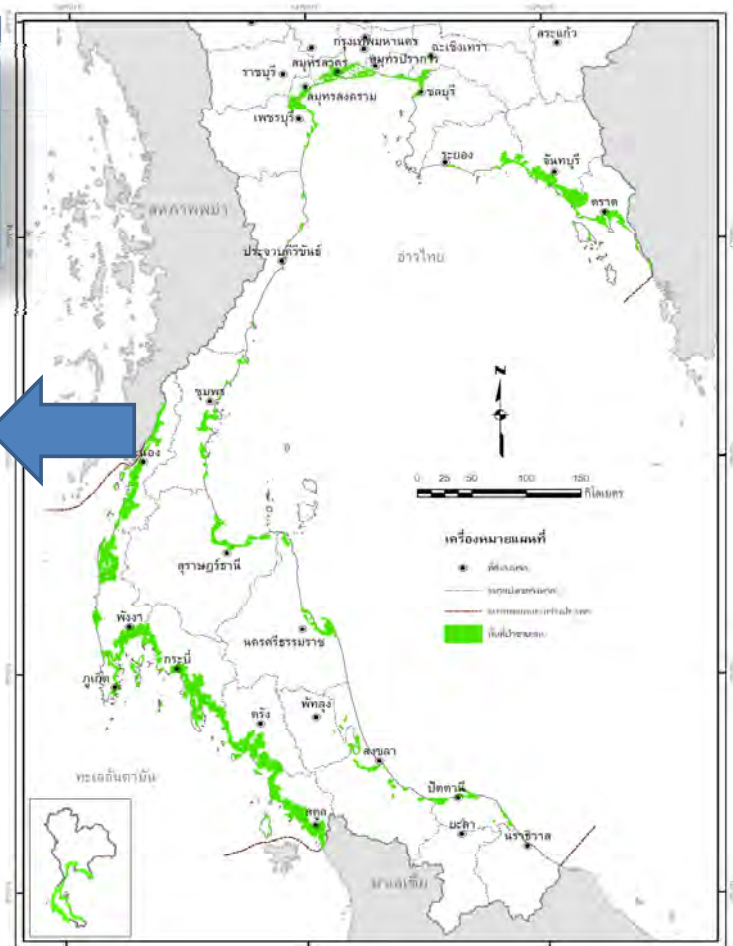 กรุงเทพมหานคร
สระแก้ว
ฉะเชิงเทรา
สมุทรสาคร
สมุทรปราการ
ราชบุรี
สมุทรสงคราม
ชลบุรี
เพชรบุรี
ระยอง
จันทบุรี
ตราด
สหภาพพม่า
ประจวบคีรีขันธ์
อ่าวไทย
ชุมพร
N
0 25 50 100 150
กิโลเมตร
เครื่องหมายแผนที่
สุราษฎร์ธานี
พังงา
นครศรีธรรมราช
กระบี่
ภูเก็ต
ตรัง
พัทลุง
สงขลา
ทะเลอันดามัน
ปัตตานี
สตูล
ยะลา
นราธิวาส
มาเลเซีย